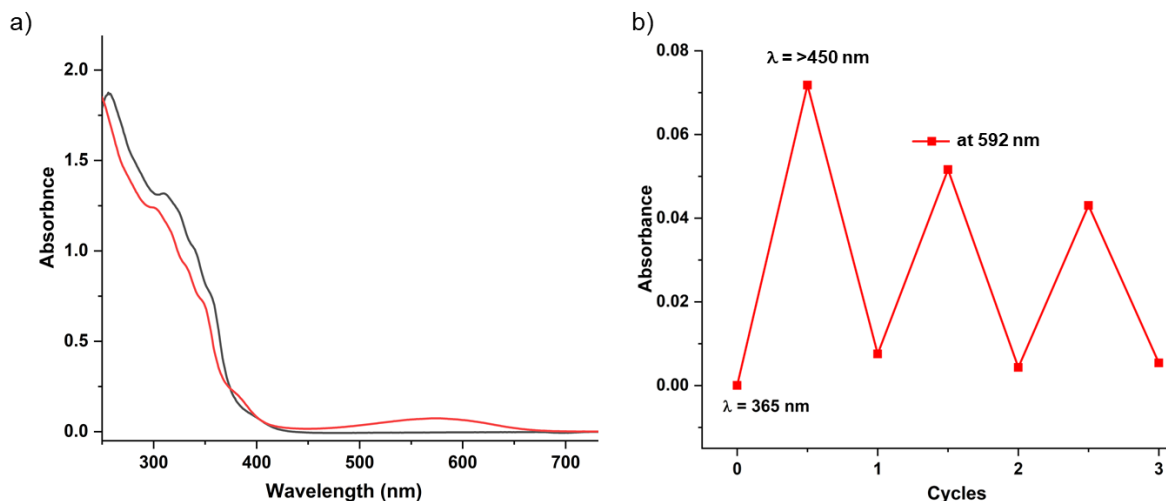 a)
2.0
1.5
1.0
0.5
0.0
Absorbnce
300
400
500
600
700
Wavelength (nm)
b)
0.08
0.06
0.04
0.02
0.00
Absorbance
λ = >450 nm
at 592 nm
λ = 365 nm
0
1
2
3
Cycles